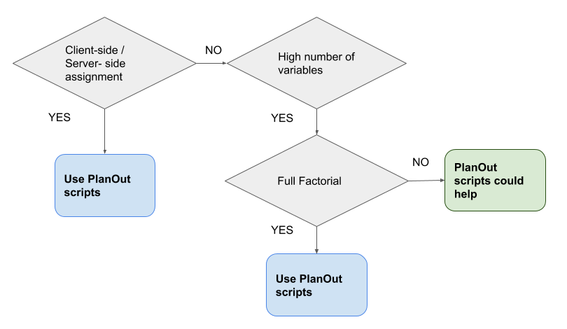 Client-side /
Server- side
assignment
NO
High number of
variables
YES
YES
Use PlanOut
scripts
Full Factorial
NO
PlanOut
scripts could
help
YES
Use PlanOut
scripts